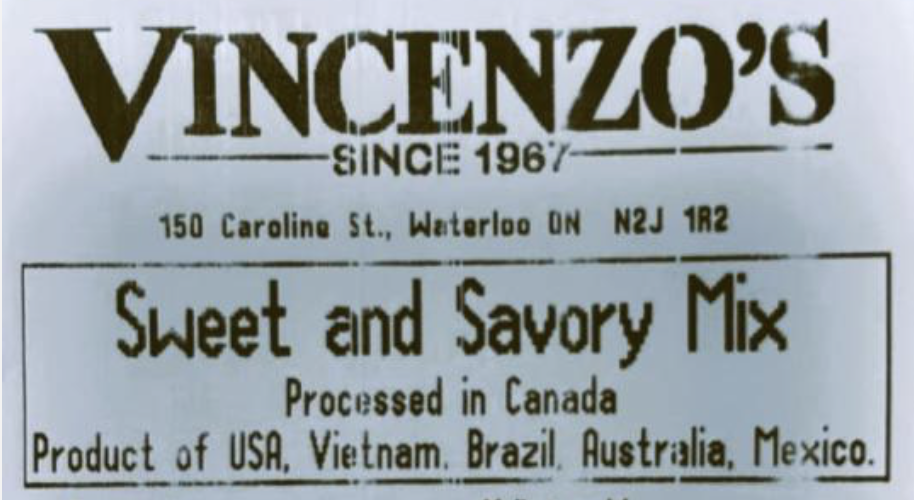 VINCENZO'S
SINCE 1967
150 Caroline St., Waterloo ON N2J 1R2
Sweet and Savory Mix
Processed in Canada
Product of USA, Vietnam, Brazil, Australia, Mexico.